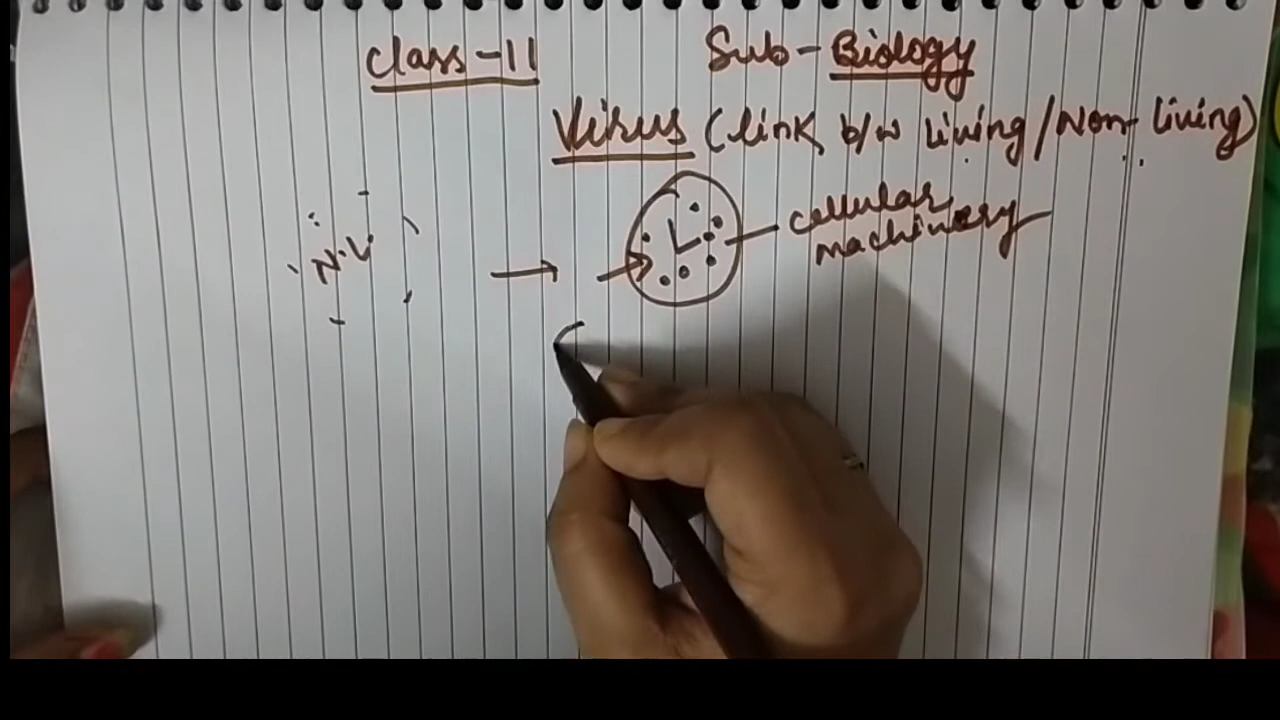 Class-11 Sub-Biology
Virus (link b/w living/Non living)
N.L
L
cellular
machinery